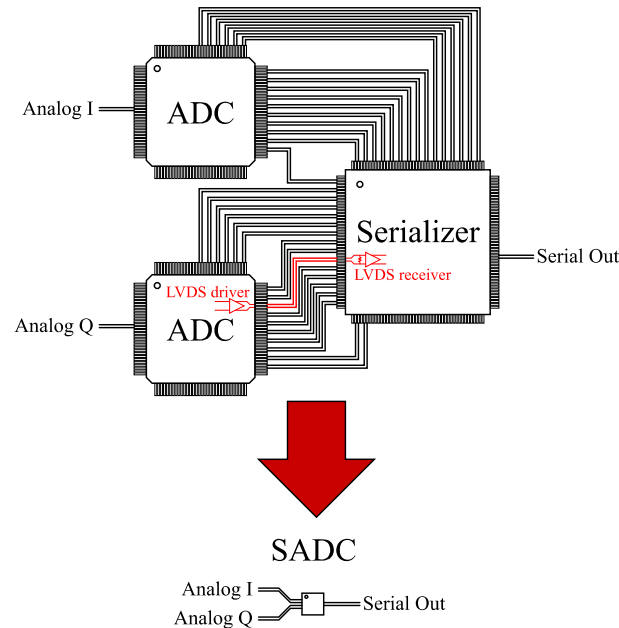 Analog I
ADC
Serializer
Serial Out
LVDS receiver
LVDS driver
Analog Q
ADC
SADC
Analog I
Serial Out
Analog Q